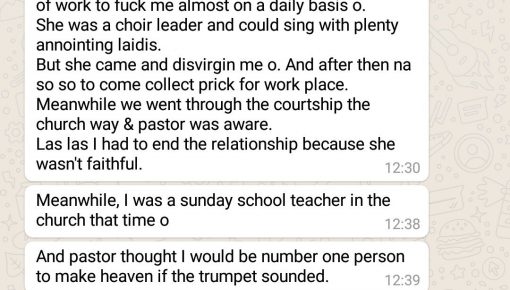 of work to fuck me almost on a daily basis o.
She was a choir leader and could sing with plenty
annointing laidis.
But she came and disvirgin me o. And after then na
so so to come collect prick for work place.
Meanwhile we went through the courtship the
church way & pastor was aware.
Las las I had to end the relationship because she
wasn't faithful.
12:30
Meanwhile, I was a sunday school teacher in the
church that time o
12:38
And pastor thought I would be number one person
to make heaven if the trumpet sounded.
12:39